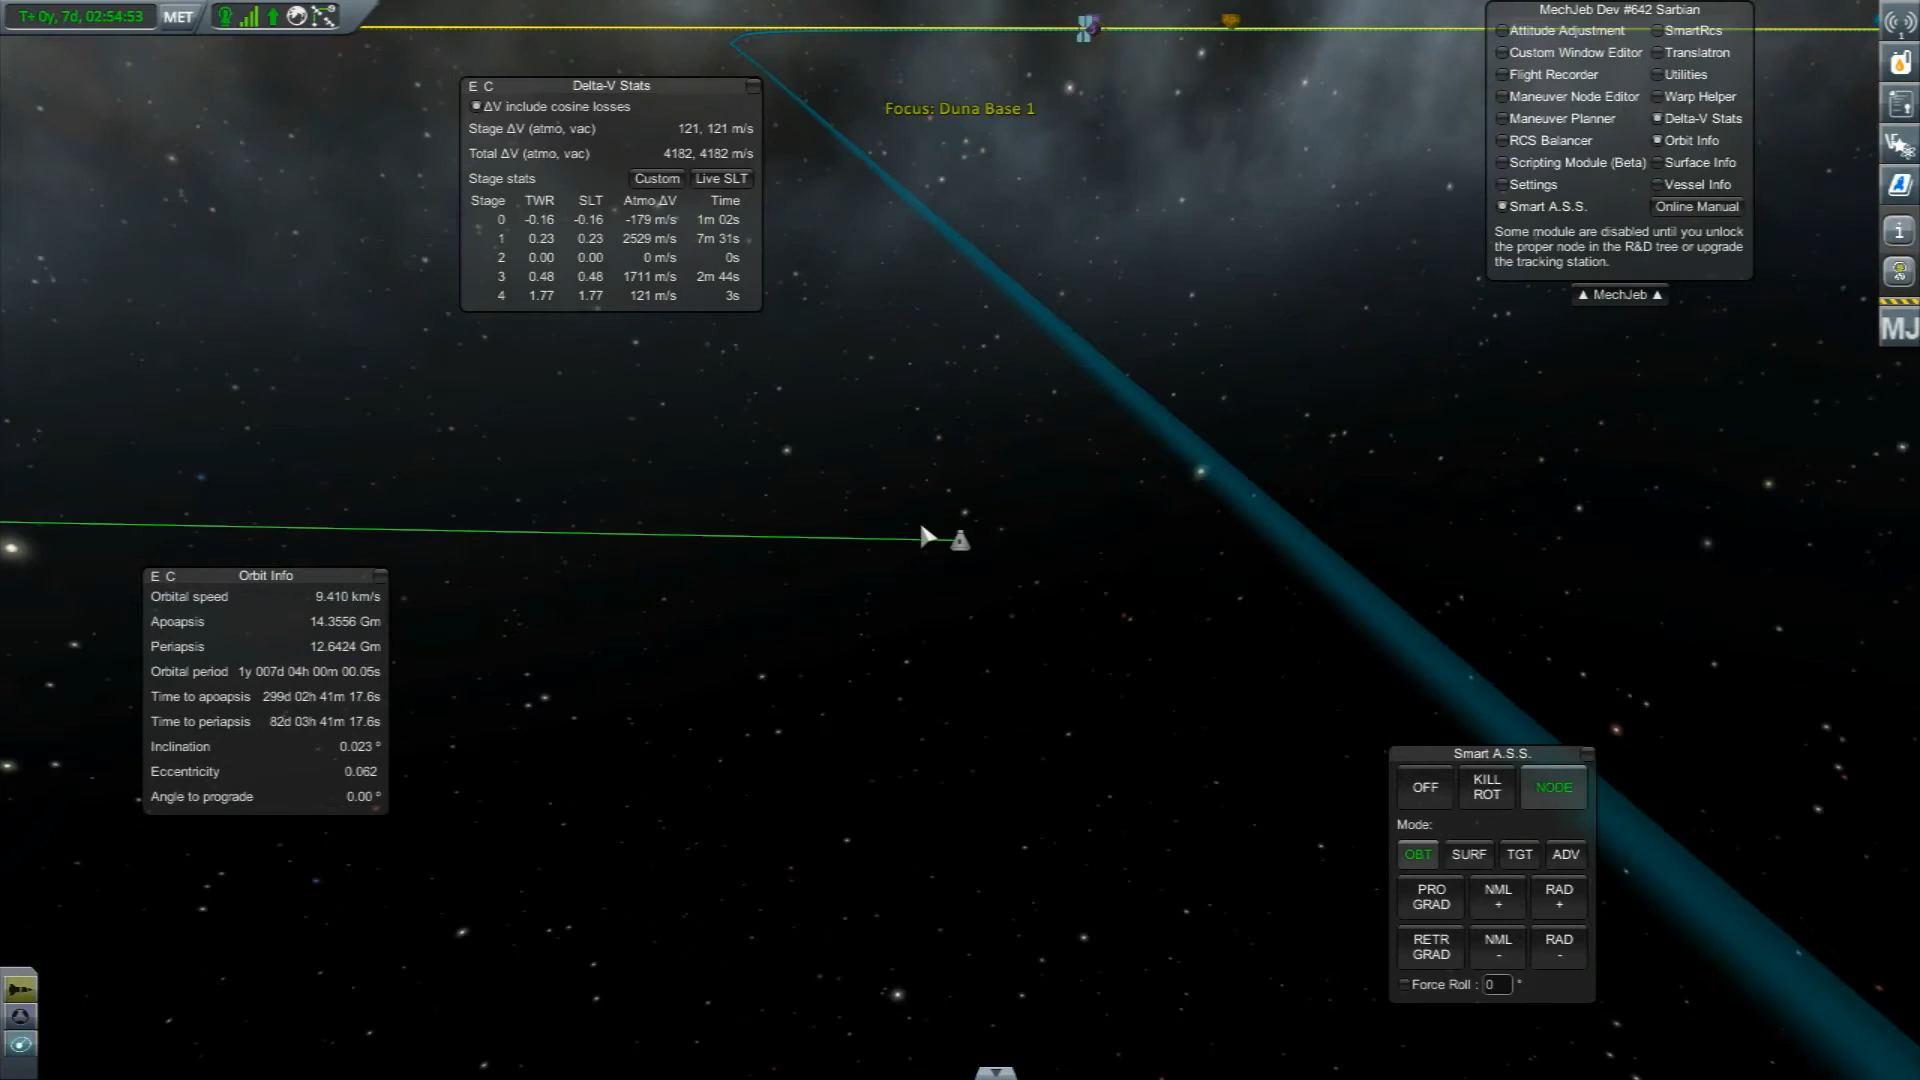 T+ 0y, 7d, 02:54:53 MET
Focus: Duna Base 1
E C Delta-V Stats
ΔV include cosine losses
Stage ΔV (atmo, vac) 121, 121 m/s
Total ΔV (atmo, vac) 4182, 4182 m/s
Stage stats Custom Live SLT
Stage TWR SLT Atmo ΔV Time
0 -0.16 -0.16 -179 m/s 1m 02s
1 0.23 0.23 2529 m/s 7m 31s
2 0.00 0.00 0 m/s 0s
3 0.48 0.48 1711 m/s 2m 44s
4 1.77 1.77 121 m/s 3s
MechJeb Dev #642 Sarbian
Attitude Adjustment SmartRcs
Custom Window Editor Translatron
Flight Recorder Utilities
Maneuver Node Editor Warp Helper
Maneuver Planner Delta-V Stats
RCS Balancer Orbit Info
Scripting Module (Beta) Surface Info
Settings Vessel Info
Smart A.S.S. Online Manual
Some module are disabled until you unlock
the proper node in the R&D tree or upgrade
the tracking station.
▲ MechJeb ▲
MJ
E C Orbit Info
Orbital speed 9.410 km/s
Apoapsis 14.3556 Gm
Periapsis 12.6424 Gm
Orbital period 1y 007d 04h 00m 00.05s
Time to apoapsis 299d 02h 41m 17.6s
Time to periapsis 82d 03h 41m 17.6s
Inclination 0.023 °
Eccentricity 0.062
Angle to prograde 0.00 °
Smart A.S.S.
OFF KILL ROT NODE
Mode:
OBT SURF TGT ADV
PRO GRAD NML + RAD +
RETR GRAD NML - RAD -
Force Roll : 0 °